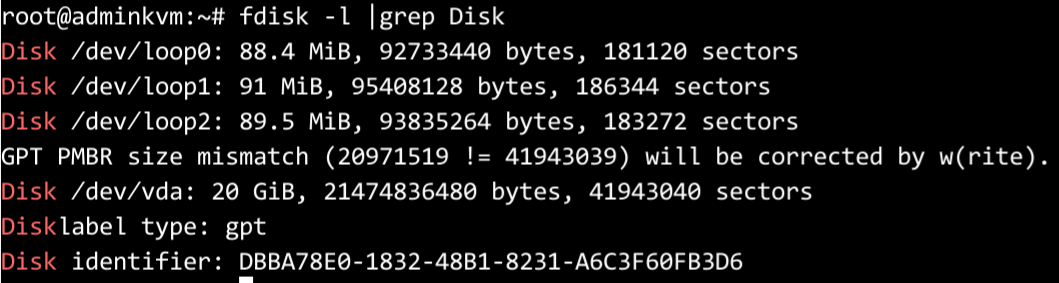 root@adminkvm:~# fdisk -l |grep Disk
Disk /dev/loop0: 88.4 MiB, 92733440 bytes, 181120 sectors
Disk /dev/loop1: 91 MiB, 95408128 bytes, 186344 sectors
Disk /dev/loop2: 89.5 MiB, 93835264 bytes, 183272 sectors
GPT PMBR size mismatch (20971519 != 41943039) will be corrected by w(rite).
Disk /dev/vda: 20 GiB, 21474836480 bytes, 41943040 sectors
Disklabel type: gpt
Disk identifier: DBBA78E0-1832-48B1-8231-A6C3F60FB3D6